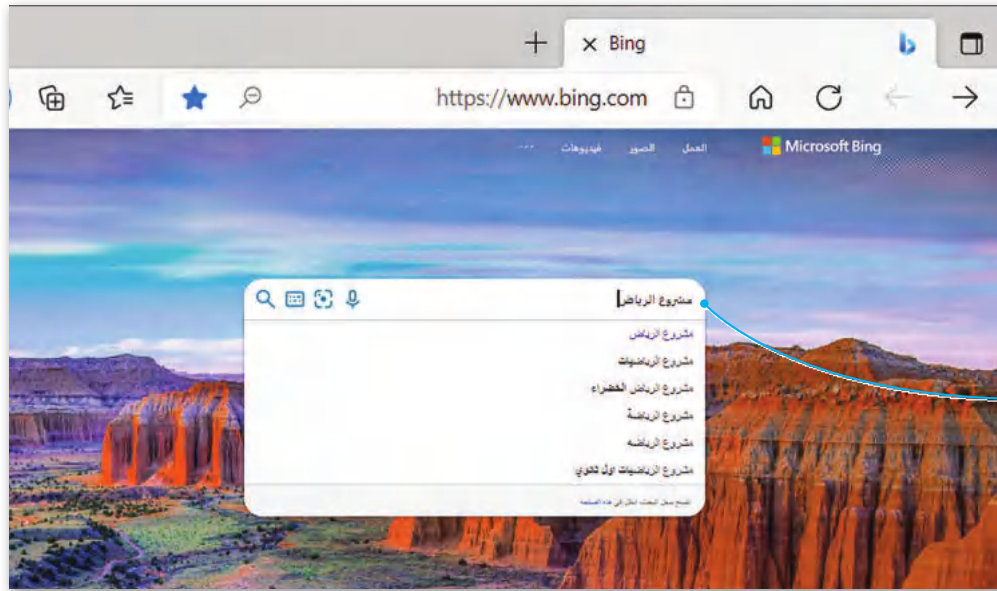 Bing
https://www.bing.com
Microsoft Bing
العمل الصور فيديوهات ...
مشروع الرياض
مشروع الرياض
مشروع الرياضيات
مشروع الرياض الخضراء
مشروع الرياضة
مشروع الرياضه
مشروع الرياضيات اول ثانوي